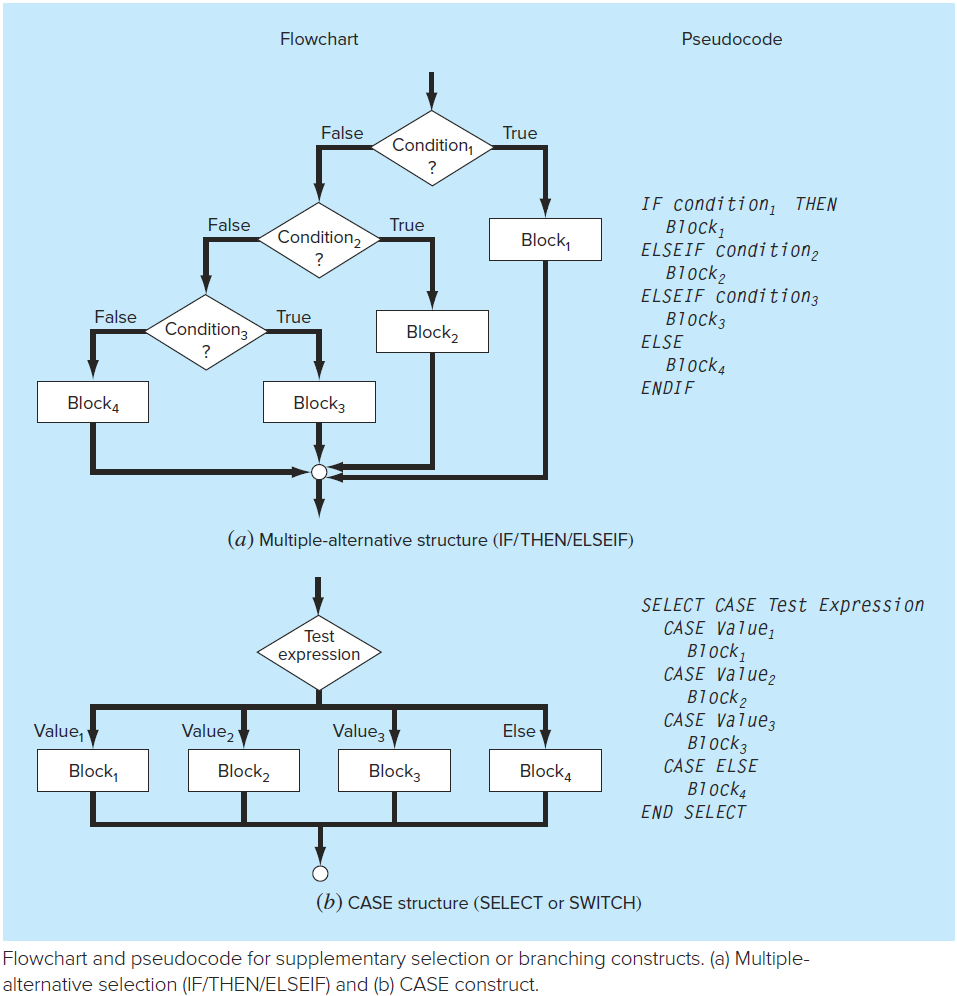 Flowchart
Pseudocode
False
Condition₁
?
True
False
Condition₂
?
True
Block₁
False
Condition₃
?
True
Block₂
Block₄
Block₃
IF condition₁ THEN
Block₁
ELSEIF condition₂
Block₂
ELSEIF condition₃
Block₃
ELSE
Block₄
ENDIF
(a) Multiple-alternative structure (IF/THEN/ELSEIF)
Test
expression
Value₁
Value₂
Value₃
Else
Block₁
Block₂
Block₃
Block₄
SELECT CASE Test Expression
CASE Value₁
Block₁
CASE Value₂
Block₂
CASE Value₃
Block₃
CASE ELSE
Block₄
END SELECT
(b) CASE structure (SELECT or SWITCH)
Flowchart and pseudocode for supplementary selection or branching constructs. (a) Multiple-
alternative selection (IF/THEN/ELSEIF) and (b) CASE construct.